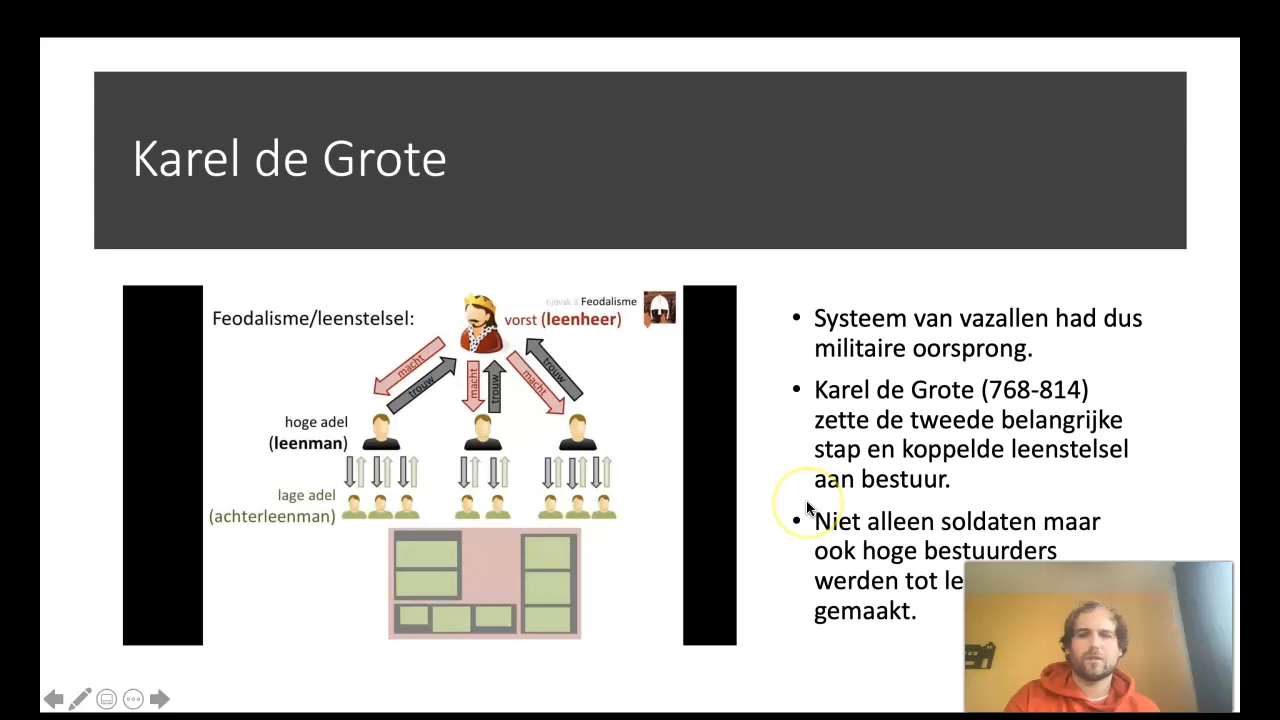 Karel de Grote
Feodalisme/leenstelsel:
tijdvak 3 Feodalisme
vorst (leenheer)
macht
trouw
macht
trouw
macht
trouw
hoge adel
(leenman)
lage adel
(achterleenman)
• Systeem van vazallen had dus
militaire oorsprong.
• Karel de Grote (768-814)
zette de tweede belangrijke
stap en koppelde leenstelsel
aan bestuur.
• Niet alleen soldaten maar
ook hoge bestuurders
werden tot le
gemaakt.